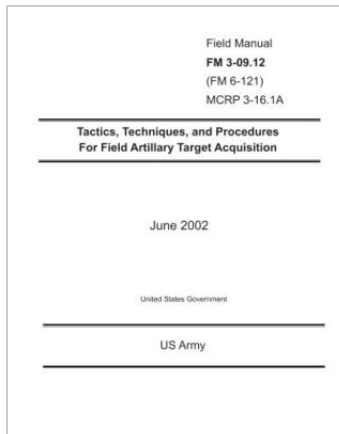 Field Manual
FM 3-09.12
(FM 6-121)
MCRP 3-16.1A
Tactics, Techniques, and Procedures
For Field Artillary Target Acquisition
June 2002
United States Government
US Army